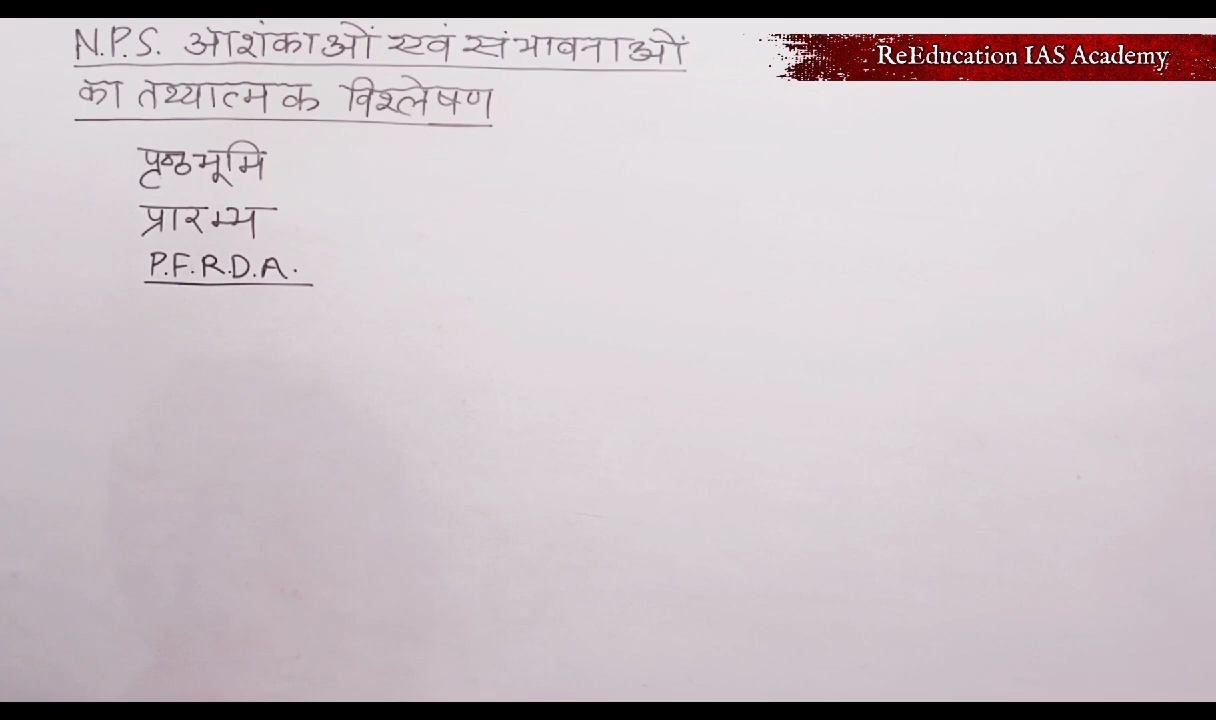 N.P.S. आशंकाओं एवं संभावनाओं
ReEducation IAS Academy
का तथ्यात्मक विश्लेषण
पृष्ठभूमि
प्रारम्भ
P.F.R.D.A.